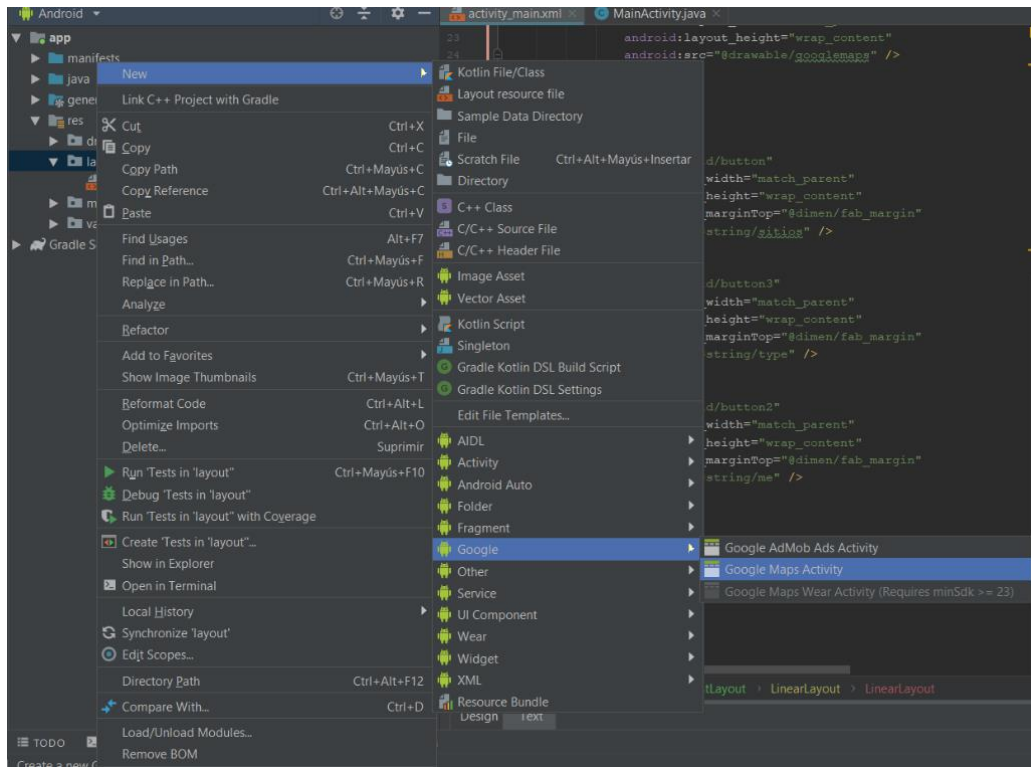 Android
activity_main.xml
MainActivity.java
app
manifests
java
gener
res
dr
la
m
va
Gradle S
23
android:layout_height="wrap_content"
24
android:src="@drawable/googlemaps" />
d/button"
width="match_parent"
height="wrap_content"
marginTop="@dimen/fab_margin"
string/sitios" />
d/button3"
width="match_parent"
height="wrap_content"
marginTop="@dimen/fab_margin"
string/type" />
d/button2"
width="match_parent"
height="wrap_content"
marginTop="@dimen/fab_margin"
string/me" />
New
Link C++ Project with Gradle
Cut Ctrl+X
Copy Ctrl+C
Copy Path Ctrl+Mayús+C
Copy Reference Ctrl+Alt+Mayús+C
Paste Ctrl+V
Find Usages Alt+F7
Find in Path... Ctrl+Mayús+F
Replace in Path... Ctrl+Mayús+R
Analyze
Refactor
Add to Favorites
Show Image Thumbnails Ctrl+Mayús+T
Reformat Code Ctrl+Alt+L
Optimize Imports Ctrl+Alt+O
Delete... Suprimir
Run 'Tests in 'layout'' Ctrl+Mayús+F10
Debug 'Tests in 'layout''
Run 'Tests in 'layout'' with Coverage
Create 'Tests in 'layout''...
Show in Explorer
Open in Terminal
Local History
Synchronize 'layout'
Edit Scopes...
Directory Path Ctrl+Alt+F12
Compare With... Ctrl+D
Load/Unload Modules...
Remove BOM
Kotlin File/Class
Layout resource file
Sample Data Directory
File
Scratch File Ctrl+Alt+Mayús+Insertar
Directory
C++ Class
C/C++ Source File
C/C++ Header File
Image Asset
Vector Asset
Kotlin Script
Singleton
Gradle Kotlin DSL Build Script
Gradle Kotlin DSL Settings
Edit File Templates...
AIDL
Activity
Android Auto
Folder
Fragment
Google
Other
Service
UI Component
Wear
Widget
XML
Resource Bundle
Google AdMob Ads Activity
Google Maps Activity
Google Maps Wear Activity (Requires minSdk >= 23)
tLayout › LinearLayout › LinearLayout
Design Text
TODO
Create a new G